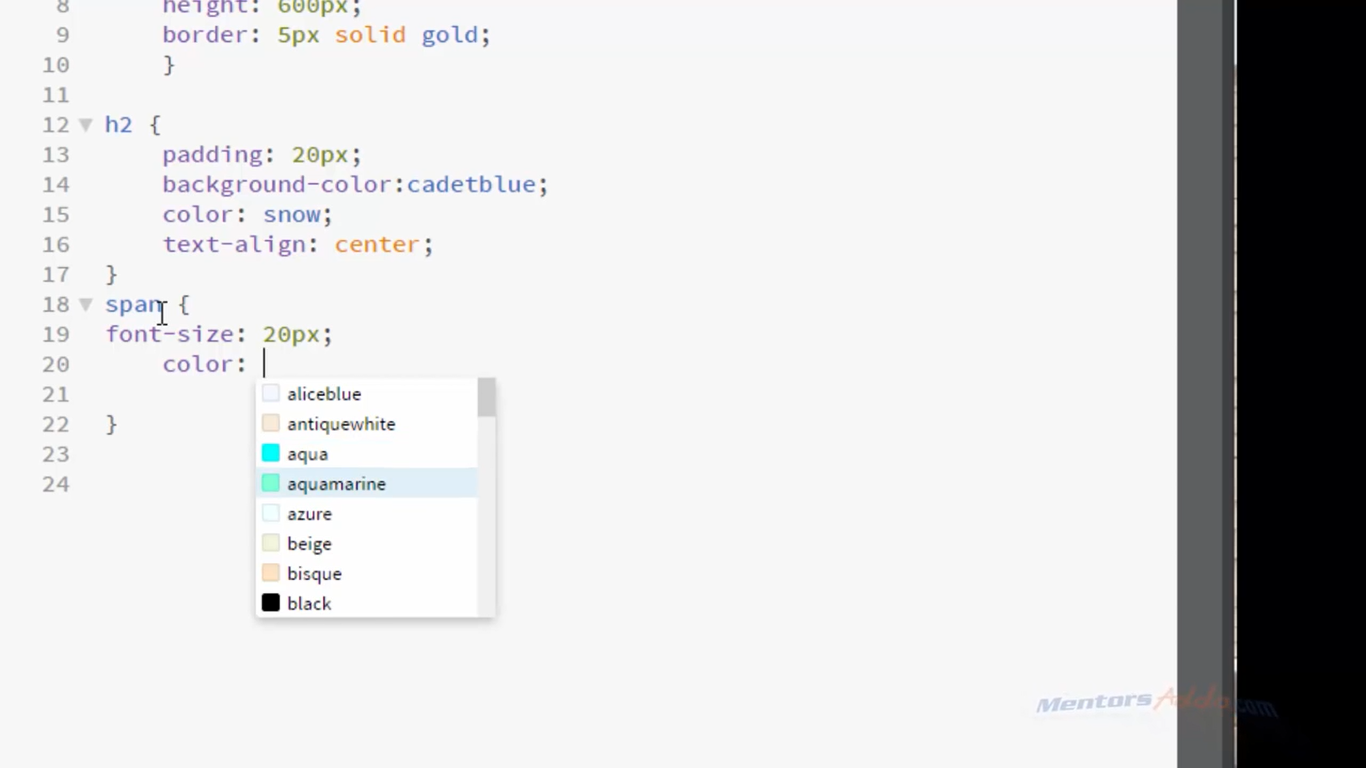 8 height: 600px;
9 border: 5px solid gold;
10 }
11
12 h2 {
13 padding: 20px;
14 background-color:cadetblue;
15 color: snow;
16 text-align: center;
17 }
18 span {
19 font-size: 20px;
20 color:
aliceblue
21
antiquewhite
22 }
aqua
23
aquamarine
24
azure
beige
bisque
black
MentorsAddo.com